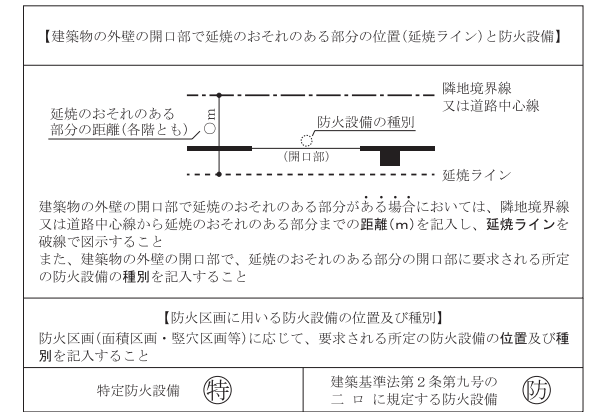 【建築物の外壁の開口部で延焼のおそれのある部分の位置(延焼ライン)と防火設備】
隣地境界線
又は道路中心線
延焼のおそれのある
部分の距離(各階とも)
○m
防火設備の種別
(開口部)
延焼ライン
建築物の外壁の開口部で延焼のおそれのある部分がある場合においては、隣地境界線
又は道路中心線から延焼のおそれのある部分までの距離(m)を記入し、延焼ラインを
破線で図示すること
また、建築物の外壁の開口部で、延焼のおそれのある部分の開口部に要求される所定
の防火設備の種別を記入すること
【防火区画に用いる防火設備の位置及び種別】
防火区画(面積区画・竪穴区画等)に応じて、要求される所定の防火設備の位置及び種
別を記入すること
特定防火設備 ㊕
建築基準法第2条第九号の
二 ロ に規定する防火設備 防